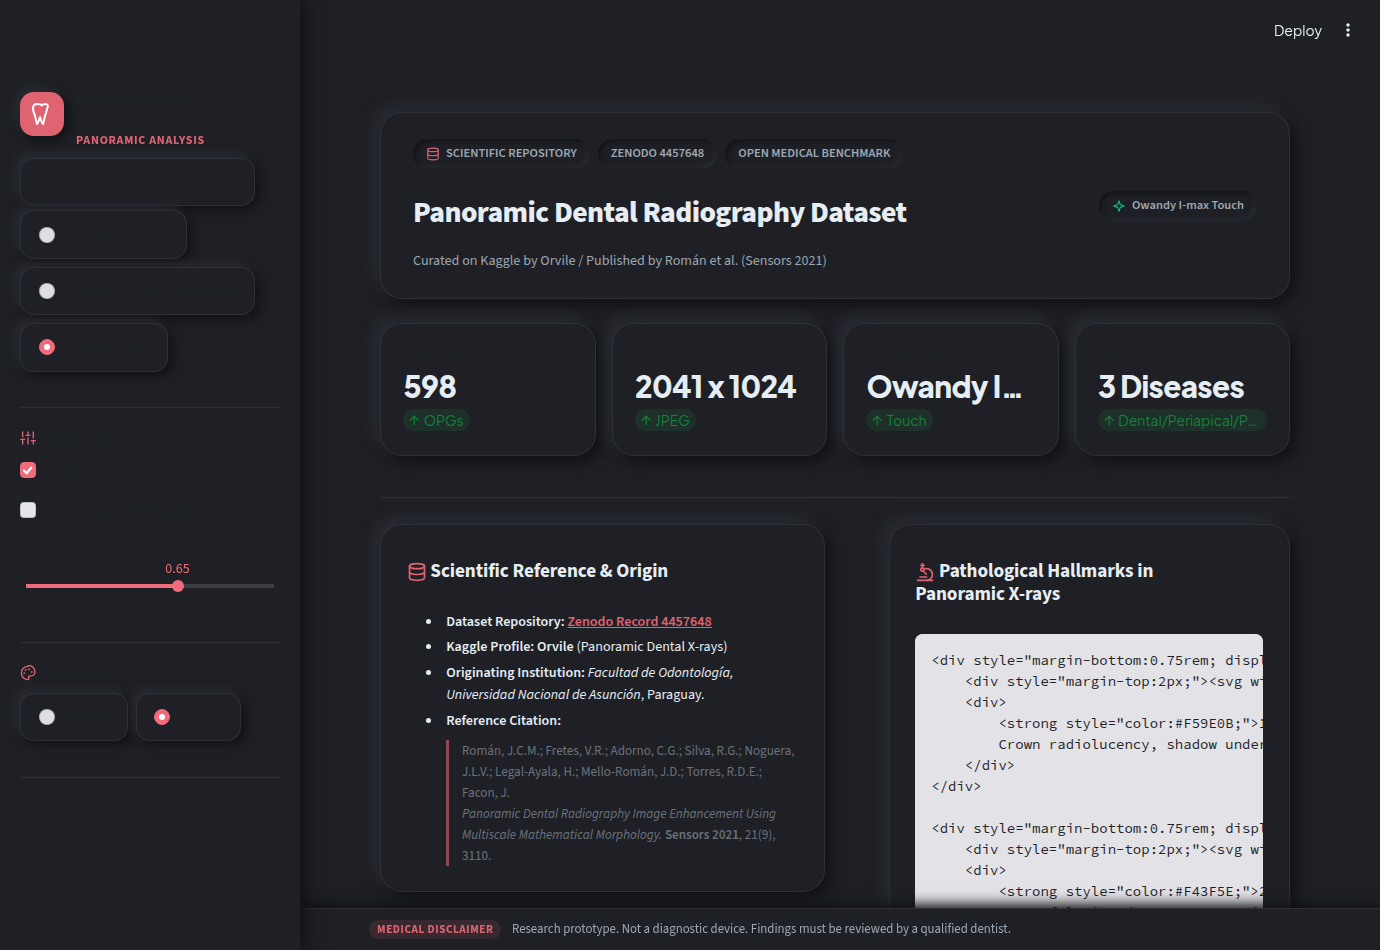 Deploy
PANORAMIC ANALYSIS
0.65
SCIENTIFIC REPOSITORY
ZENODO 4457648
OPEN MEDICAL BENCHMARK
Panoramic Dental Radiography Dataset
Owandy I-max Touch
Curated on Kaggle by Orvile / Published by Román et al. (Sensors 2021)
598
↑ OPGs
2041 x 1024
↑ JPEG
Owandy I...
↑ Touch
3 Diseases
↑ Dental/Periapical/P...
Scientific Reference & Origin
• Dataset Repository: Zenodo Record 4457648
• Kaggle Profile: Orvile (Panoramic Dental X-rays)
• Originating Institution: Facultad de Odontología,
Universidad Nacional de Asunción, Paraguay.
• Reference Citation:
Román, J.C.M.; Fretes, V.R.; Adorno, C.G.; Silva, R.G.; Noguera,
J.L.V.; Legal-Ayala, H.; Mello-Román, J.D.; Torres, R.D.E.;
Facon, J.
Panoramic Dental Radiography Image Enhancement Using
Multiscale Mathematical Morphology. Sensors 2021, 21(9),
3110.
Pathological Hallmarks in
Panoramic X-rays
<div style="margin-bottom:0.75rem; displ
<div style="margin-top:2px;"><svg wi
<div>
<strong style="color:#F59E0B;">1
Crown radiolucency, shadow under
</div>
</div>
<div style="margin-bottom:0.75rem; displ
<div style="margin-top:2px;"><svg wi
<div>
<strong style="color:#F43F5E;">2
MEDICAL DISCLAIMER
Research prototype. Not a diagnostic device. Findings must be reviewed by a qualified dentist.